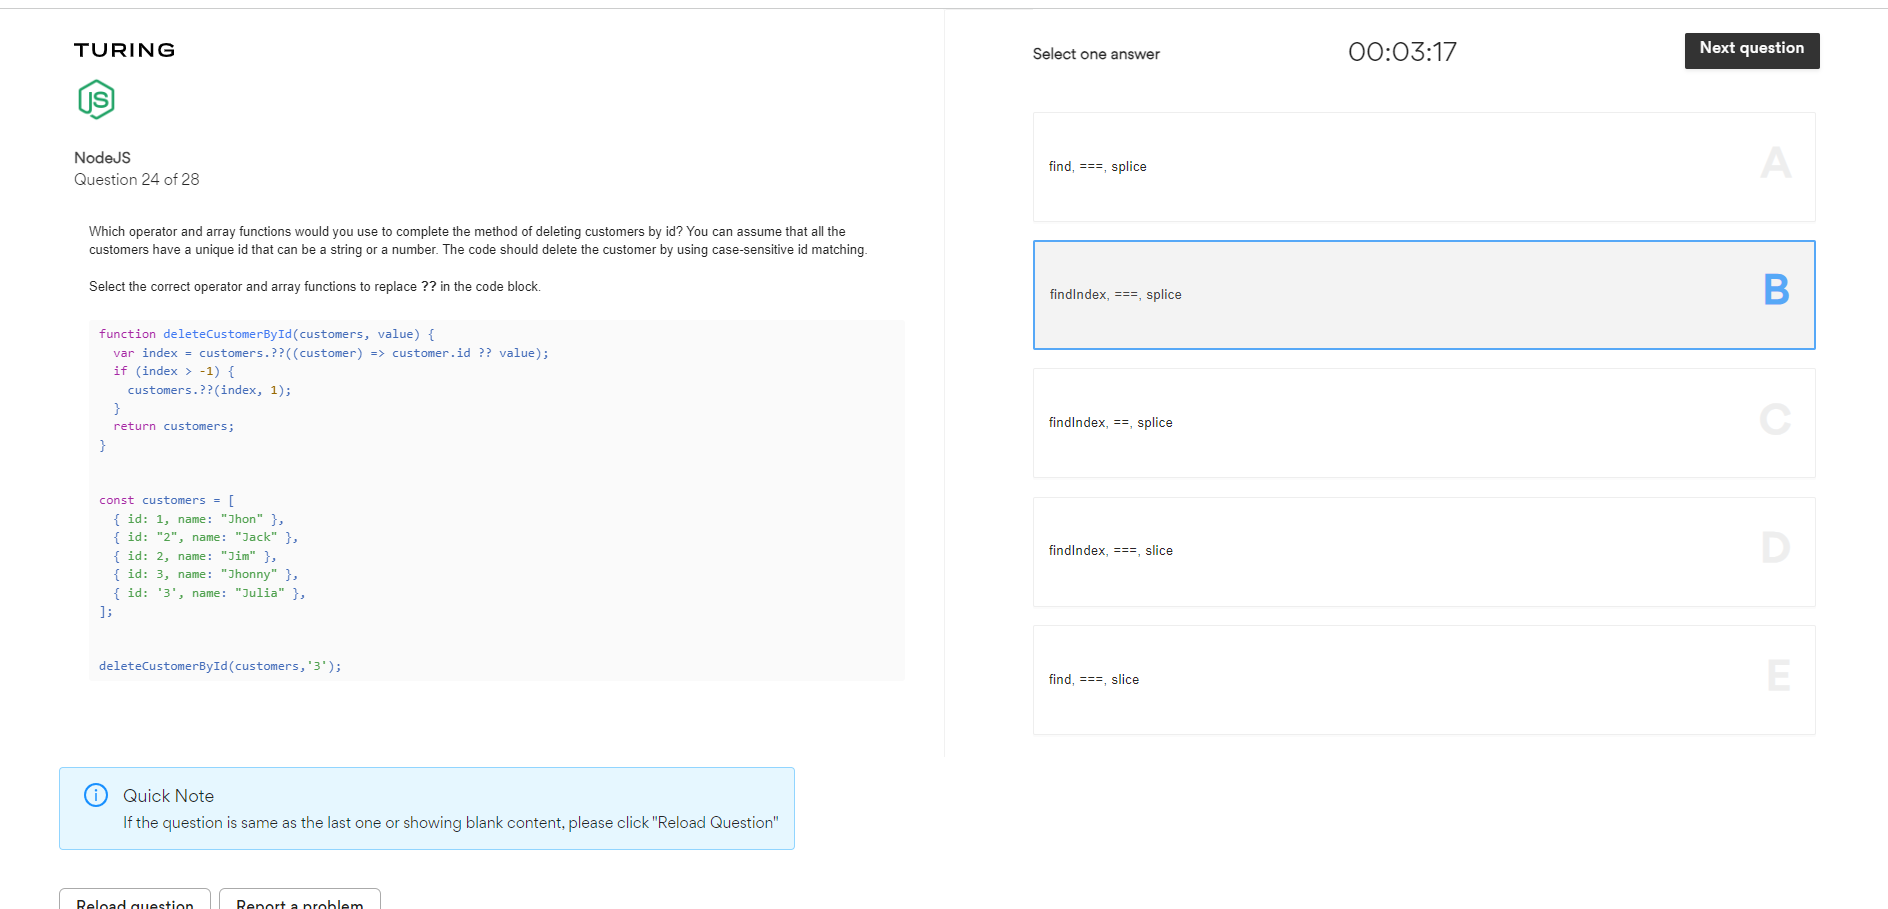 TURING
JS
NodeJS
Question 24 of 28
Which operator and array functions would you use to complete the method of deleting customers by id? You can assume that all the
customers have a unique id that can be a string or a number. The code should delete the customer by using case-sensitive id matching.
Select the correct operator and array functions to replace ?? in the code block.
function deleteCustomerById(customers, value) {
  var index = customers.??((customer) => customer.id ?? value);
  if (index > -1) {
    customers.??(index, 1);
  }
  return customers;
}
const customers = [
  { id: 1, name: "Jhon" },
  { id: "2", name: "Jack" },
  { id: 2, name: "Jim" },
  { id: 3, name: "Jhonny" },
  { id: '3', name: "Julia" },
];
deleteCustomerById(customers,'3');
Quick Note
If the question is same as the last one or showing blank content, please click "Reload Question"
Reload question
Report a problem
Select one answer
00:03:17
Next question
find, ===, splice
A
findIndex, ===, splice
B
findIndex, ==, splice
C
findIndex, ===, slice
D
find, ===, slice
E